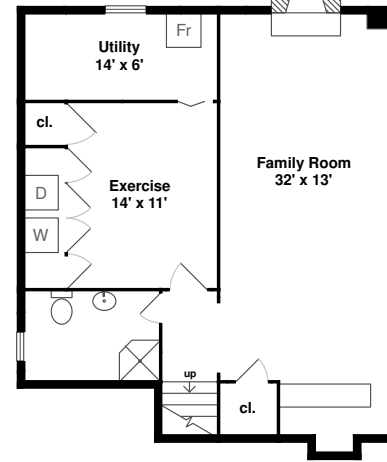 Fr
Utility
14' x 6'
cl.
Family Room
32' x 13'
Exercise
14' x 11'
D
W
up
cl.